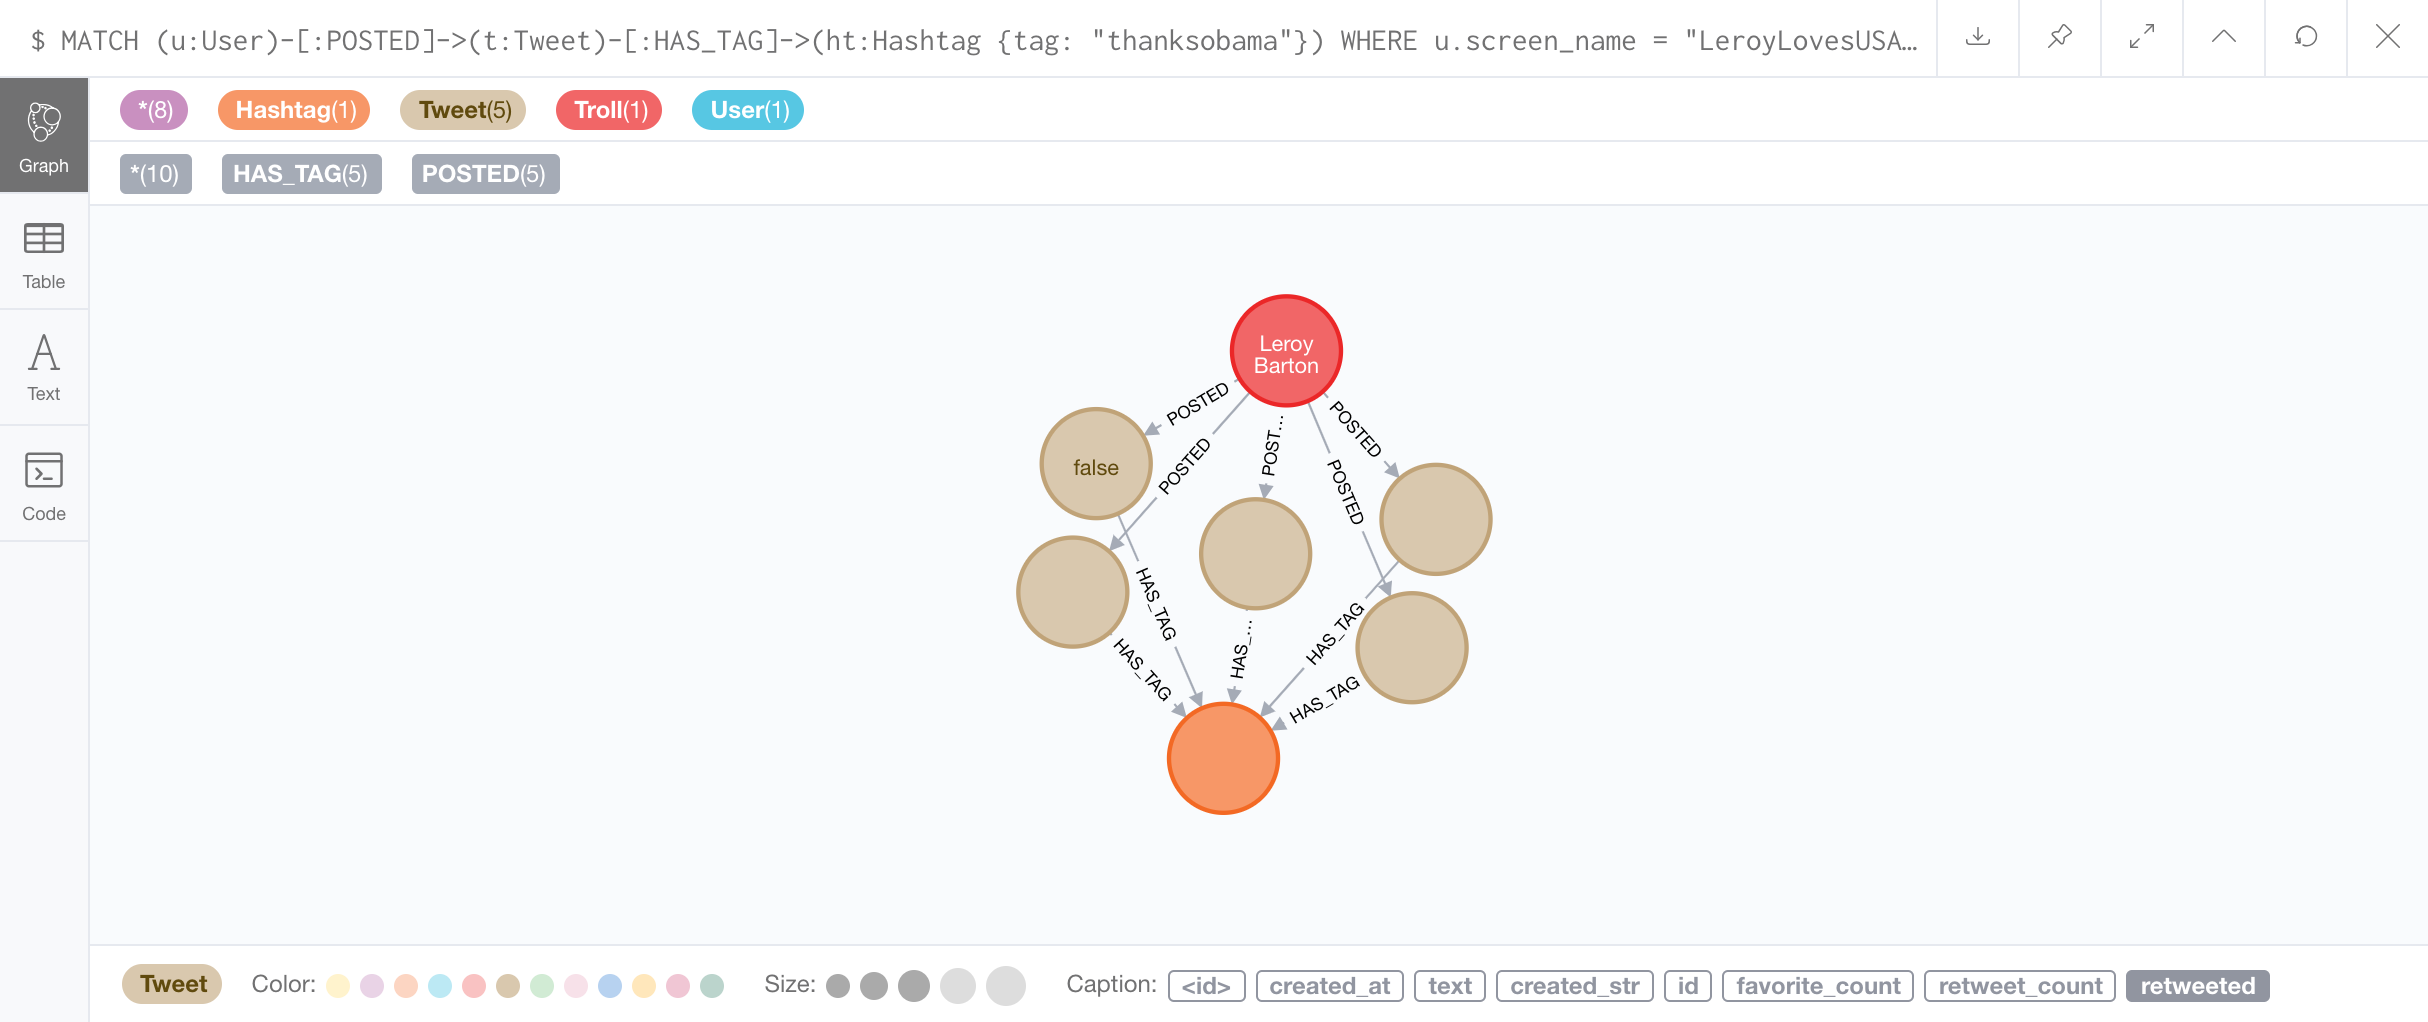 $ MATCH (u:User)-[:POSTED]->(t:Tweet)-[:HAS_TAG]->(ht:Hashtag {tag: "thanksobama"}) WHERE u.screen_name = "LeroyLovesUSA…
*(8) Hashtag(1) Tweet(5) Troll(1) User(1)
*(10) HAS_TAG(5) POSTED(5)
Graph
Table
Text
Code
Leroy
Barton
POSTED
POSTED
POST…
POSTED
POSTED
false
HAS_TAG
HAS_TAG
HAS_…
HAS_TAG
HAS_TAG
Tweet Color: Size: Caption: <id> created_at text created_str id favorite_count retweet_count retweeted